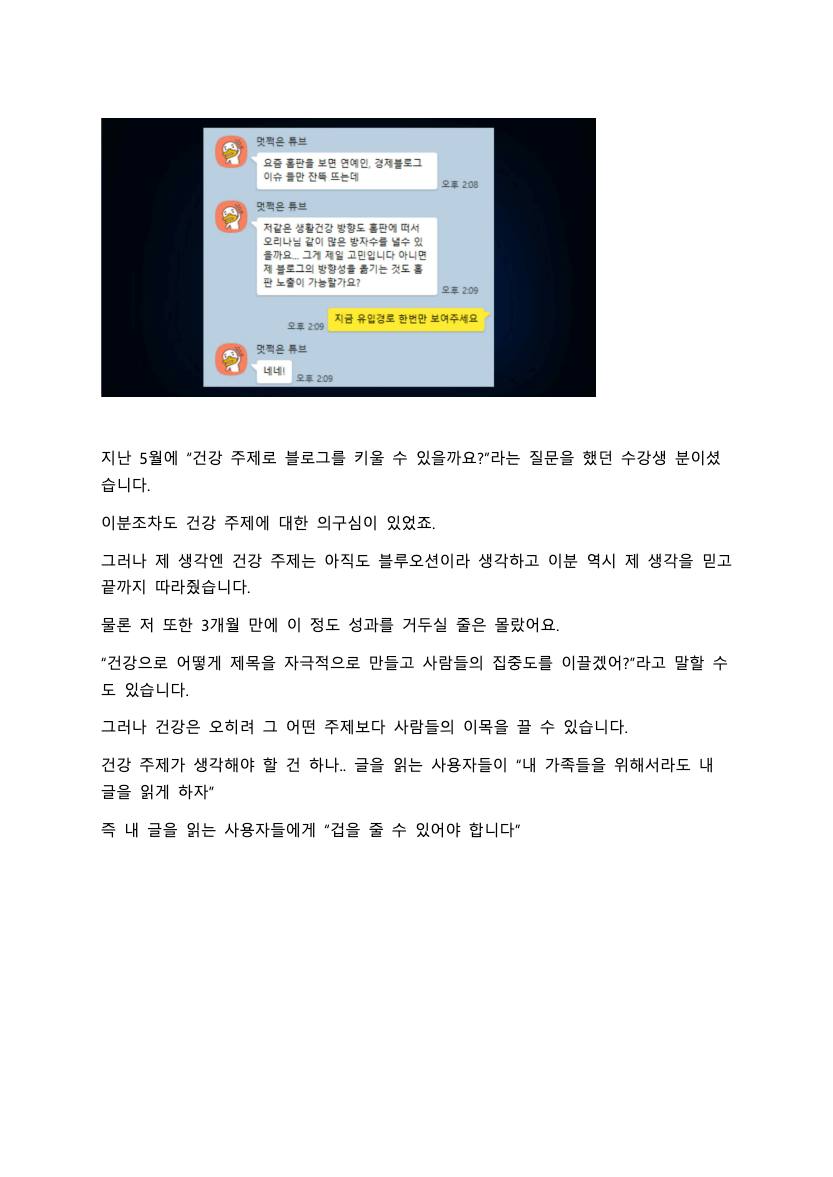 멋쩍은 튜브
요즘 홈판을 보면 연예인, 경제블로그
이슈 들만 잔뜩 뜨는데
오후 2:08
멋쩍은 튜브
저같은 생활건강 방향도 홈판에 떠서
오리나님 같이 많은 방자수를 낼수 있
을까요... 그게 제일 고민입니다 아니면
제 블로그의 방향성을 옮기는 것도 홈
판 노출이 가능할가요?
오후 2:09
지금 유입경로 한번만 보여주세요
오후 2:09
멋쩍은 튜브
네네!
오후 2:09
지난 5월에 “건강 주제로 블로그를 키울 수 있을까요?”라는 질문을 했던 수강생 분이셨
습니다.
이분조차도 건강 주제에 대한 의구심이 있었죠.
그러나 제 생각엔 건강 주제는 아직도 블루오션이라 생각하고 이분 역시 제 생각을 믿고
끝까지 따라줬습니다.
물론 저 또한 3개월 만에 이 정도 성과를 거두실 줄은 몰랐어요.
“건강으로 어떻게 제목을 자극적으로 만들고 사람들의 집중도를 이끌겠어?”라고 말할 수
도 있습니다.
그러나 건강은 오히려 그 어떤 주제보다 사람들의 이목을 끌 수 있습니다.
건강 주제가 생각해야 할 건 하나.. 글을 읽는 사용자들이 “내 가족들을 위해서라도 내
글을 읽게 하자”
즉 내 글을 읽는 사용자들에게 “겁을 줄 수 있어야 합니다”